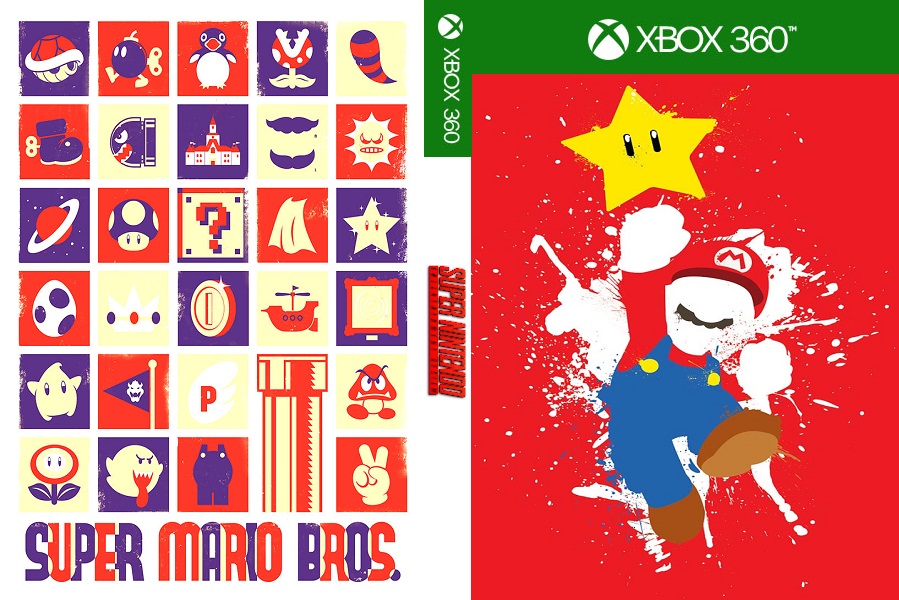 ?
P
SUPER MARIO BROS.
XBOX 360
SUPER NINTENDO
XBOX 360™
M